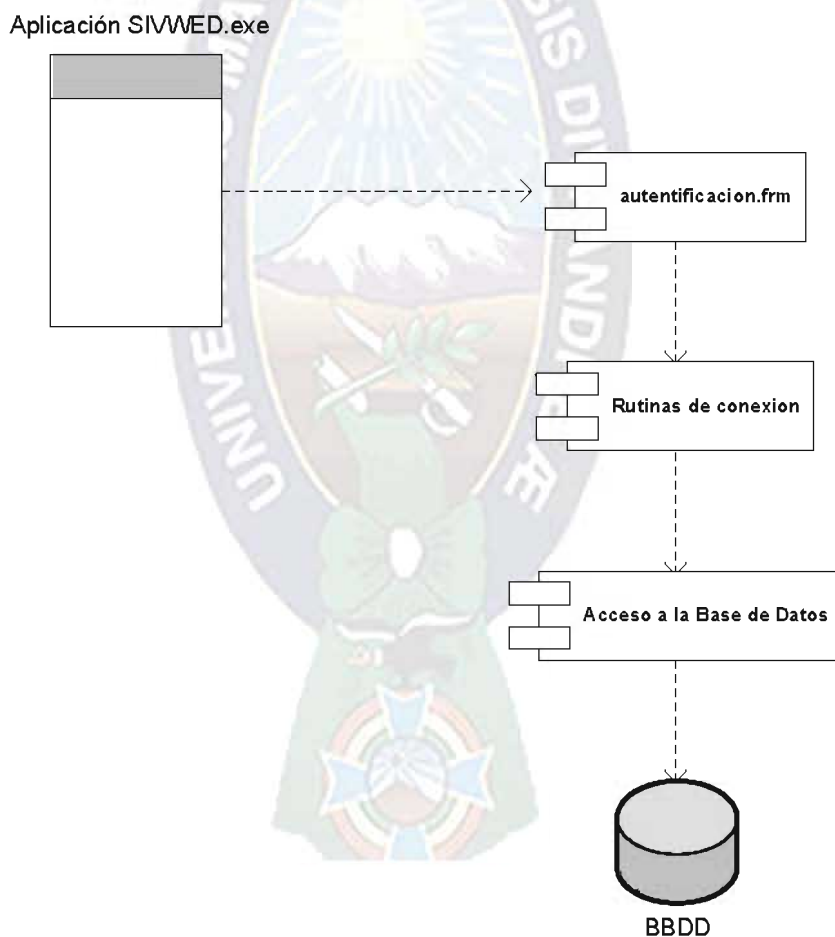 Aplicación SIVWED.exe
autentificacion.frm
Rutinas de conexion
Acceso a la Base de Datos
BBDD